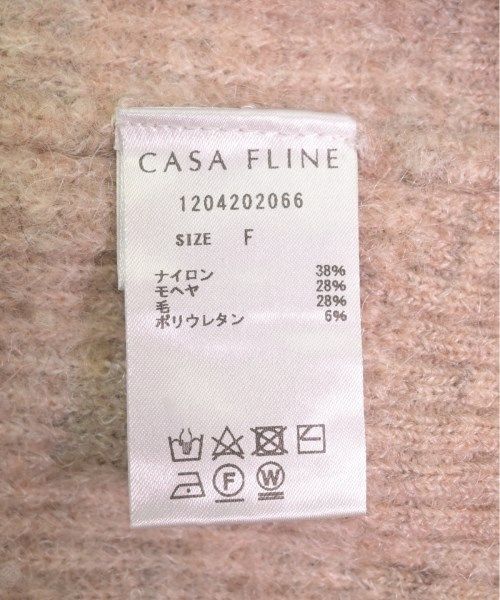 CASA FLINE
1204202066
SIZE F
ナイロン 38%
モヘヤ 28%
毛 28%
ポリウレタン 6%
F W